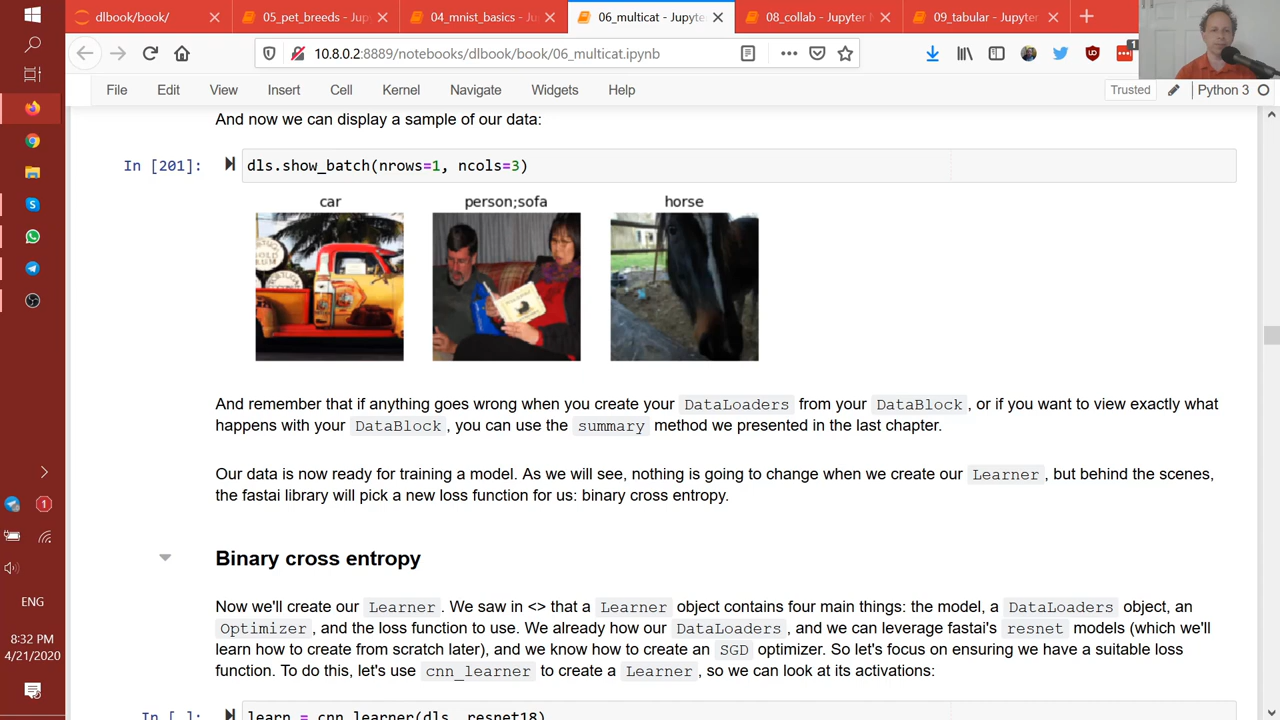 dlbook/book/
05_pet_breeds - Jupy
04_mnist_basics - Jupyte
06_multicat - Jupyter
08_collab - Jupyter
09_tabular - Jupyter
10.8.0.2:8889/notebooks/dlbook/book/06_multicat.ipynb
1
File Edit View Insert Cell Kernel Navigate Widgets Help
Trusted
Python 3
And now we can display a sample of our data:
In [201]:
dls.show_batch(nrows=1, ncols=3)
car
person;sofa
horse
And remember that if anything goes wrong when you create your DataLoaders from your DataBlock, or if you want to view exactly what
happens with your DataBlock, you can use the summary method we presented in the last chapter.
Our data is now ready for training a model. As we will see, nothing is going to change when we create our Learner, but behind the scenes,
the fastai library will pick a new loss function for us: binary cross entropy.
Binary cross entropy
Now we'll create our Learner. We saw in <> that a Learner object contains four main things: the model, a DataLoaders object, an
Optimizer, and the loss function to use. We already how our DataLoaders, and we can leverage fastai's resnet models (which we'll
learn how to create from scratch later), and we know how to create an SGD optimizer. So let's focus on ensuring we have a suitable loss
function. To do this, let's use cnn_learner to create a Learner, so we can look at its activations:
In [ ]:
learn = cnn_learner(dls, resnet18)
1
ENG
8:32 PM
4/21/2020